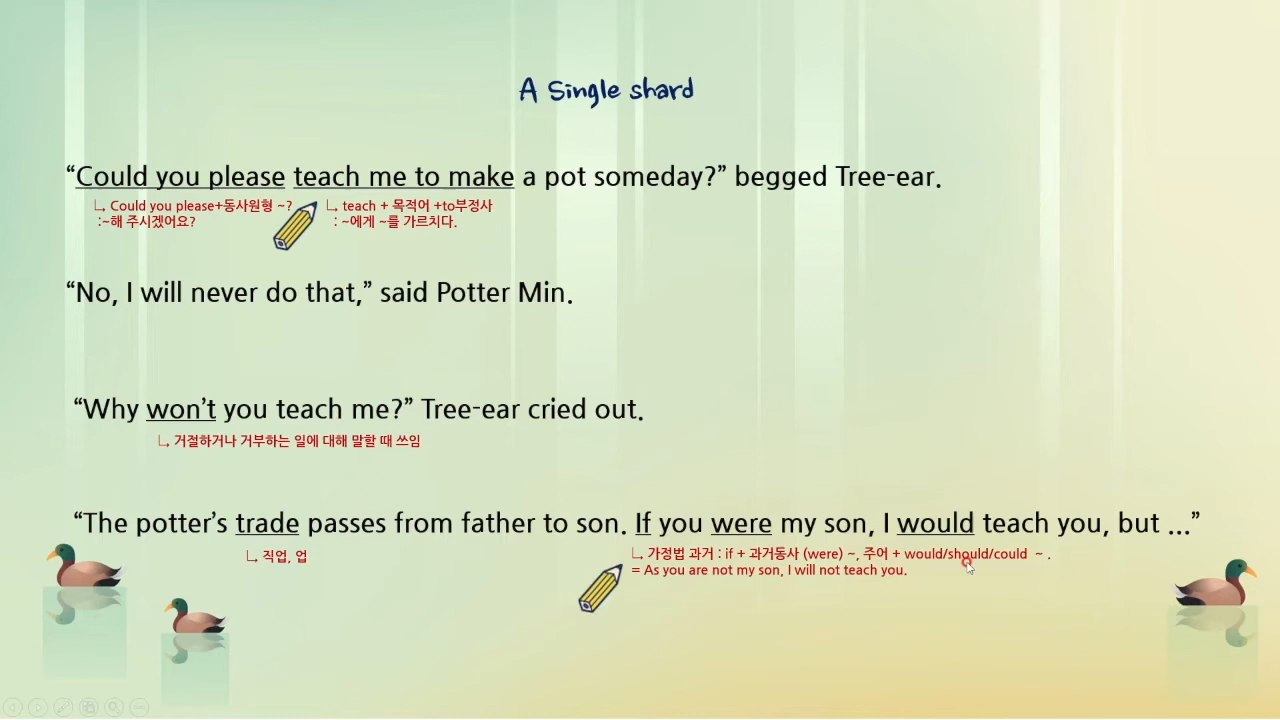 A Single shard
“Could you please teach me to make a pot someday?” begged Tree-ear.
Could you please+동사원형 ~? teach + 목적어 +to부정사
:~해 주시겠어요? : ~에게 ~를 가르치다.
“No, I will never do that,” said Potter Min.
“Why won’t you teach me?” Tree-ear cried out.
거절하거나 거부하는 일에 대해 말할 때 쓰임
“The potter’s trade passes from father to son. If you were my son, I would teach you, but ...”
직업, 업 가정법 과거 : if + 과거동사 (were) ~, 주어 + would/should/could ~ .
= As you are not my son, I will not teach you.